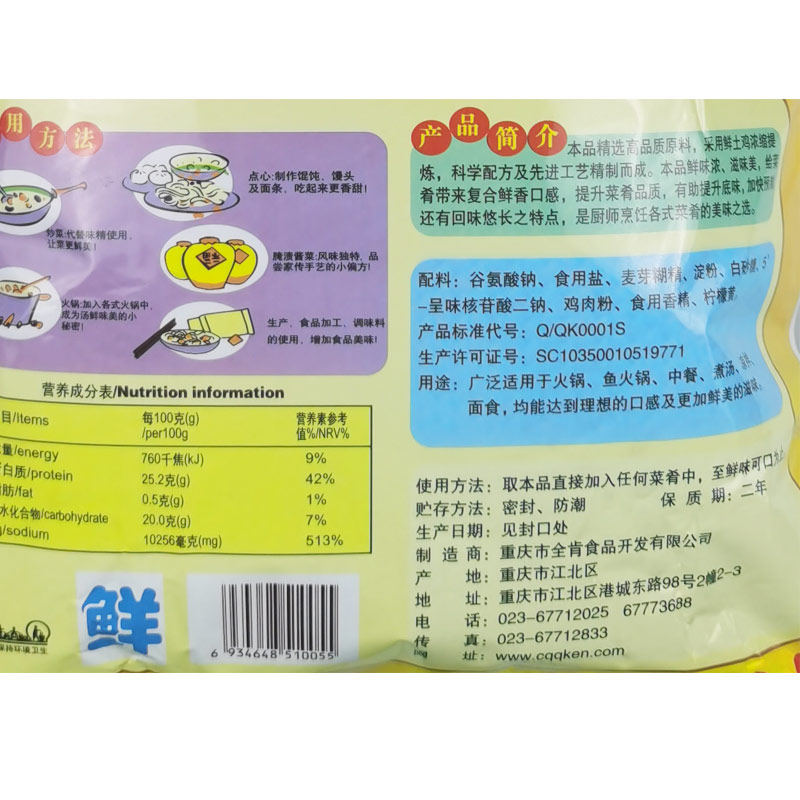 用方法
点心:制作馄饨、馒头
及面条，吃起来更香甜!
炒菜:代替味精使用,
让菜更鲜美!
腌渍酱菜:风味独特、品
尝家传手艺的小偏方!
火锅:加入各式火锅中,
成为汤鲜味美的小
秘密!
生产、食品加工、调味料
的使用，增加食品美味!
营养成分表/Nutrition information
目/Items 每100克(g)/per100g 营养素参考值%/NRV%
量/energy 760千焦(kJ) 9%
白质/protein 25.2克(g) 42%
肪/fat 0.5克(g) 1%
水化合物/carbohydrate 20.0克(g) 7%
/sodium 10256毫克(mg) 513%
鲜
6 934648 510055
产品简介
本品精选高品质原料，采用鲜土鸡浓缩提
炼，科学配方及先进工艺精制而成。本品鲜味浓、滋味美，给菜
肴带来复合鲜香口感，提升菜肴品质，有助提升底味，加快
还有回味悠长之特点，是厨师烹饪各式菜肴的美味之选。
配料：谷氨酸钠、食用盐、麦芽糊精、淀粉、白砂糖、5'
-呈味核苷酸二钠、鸡肉粉、食用香精、柠檬黄。
产品标准代号：Q/QK0001S
生产许可证号：SC10350010519771
用途：广泛适用于火锅、鱼火锅、中餐、煮汤、
面食，均能达到理想的口感及更加鲜美的滋味。
使用方法：取本品直接加入任何菜肴中，至鲜味可口为止
贮存方法：密封、防潮 保质期：二年
生产日期：见封口处
制造商：重庆市全肯食品开发有限公司
产地：重庆市江北区
地址：重庆市江北区港城东路98号2幢2-3
电话：023-67712025 67773688
传真：023-67712833
址：www.cqqken.com